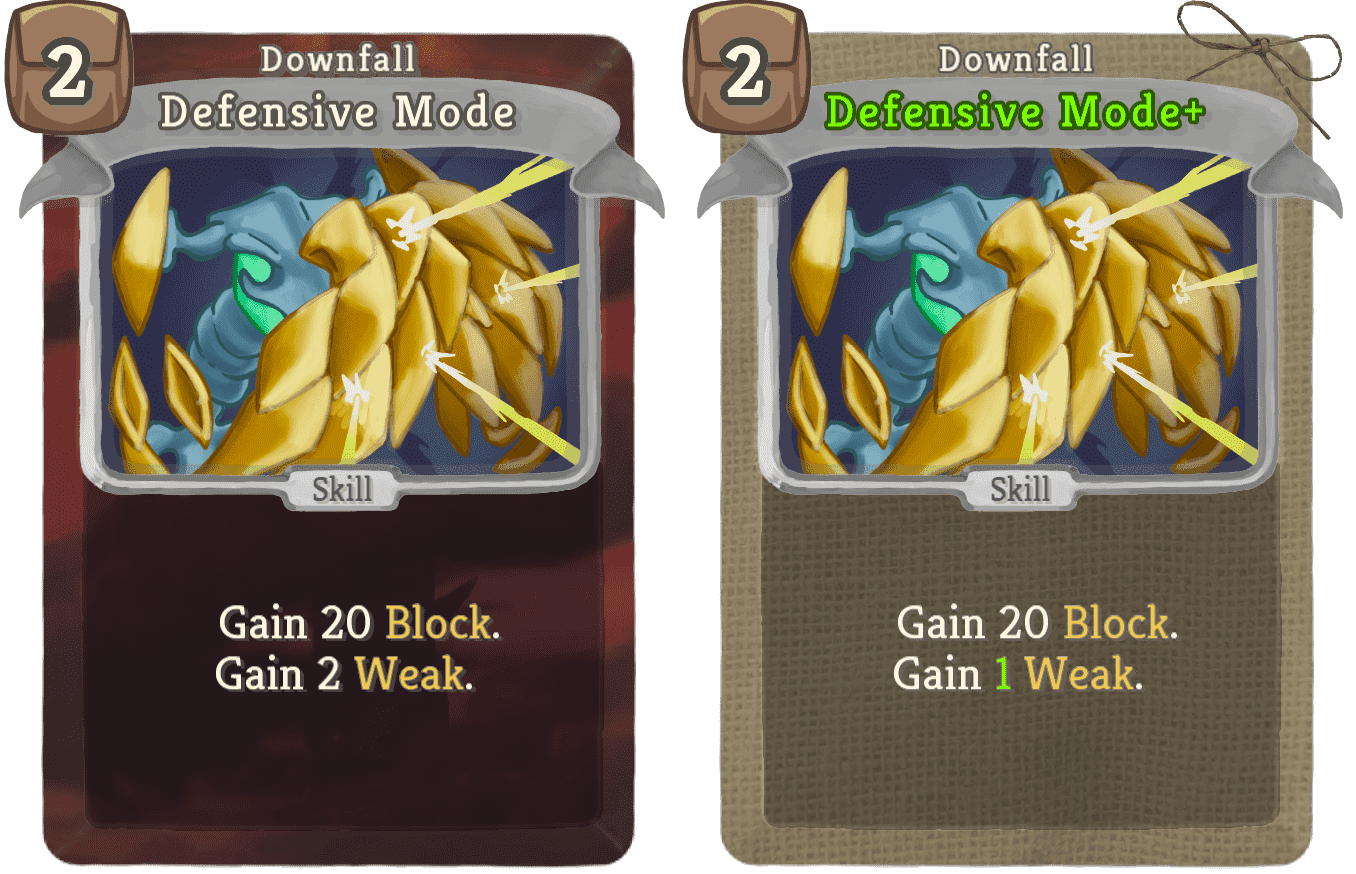 2
Downfall
Defensive Mode
Skill
Gain 20 Block.
Gain 2 Weak.
2
Downfall
Defensive Mode+
Skill
Gain 20 Block.
Gain 1 Weak.